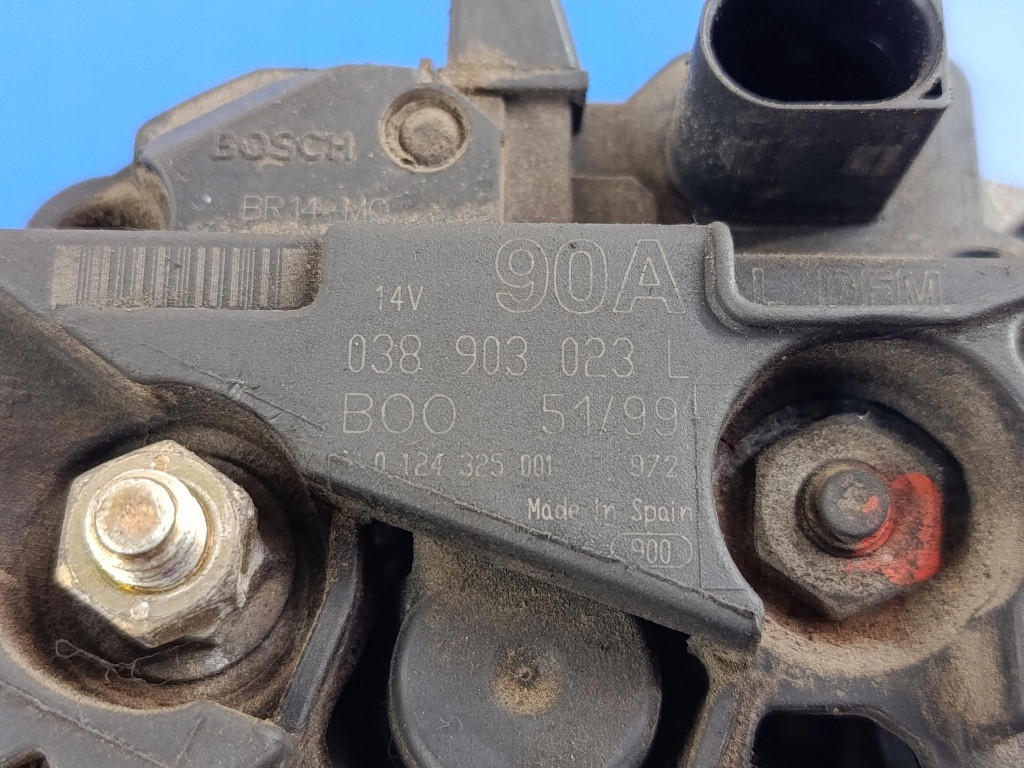 BOSCH
BR14-MO
14V 90A
L DFM
038 903 023 L
BOO 51/99
0 124 325 001 972
Made in Spain
900